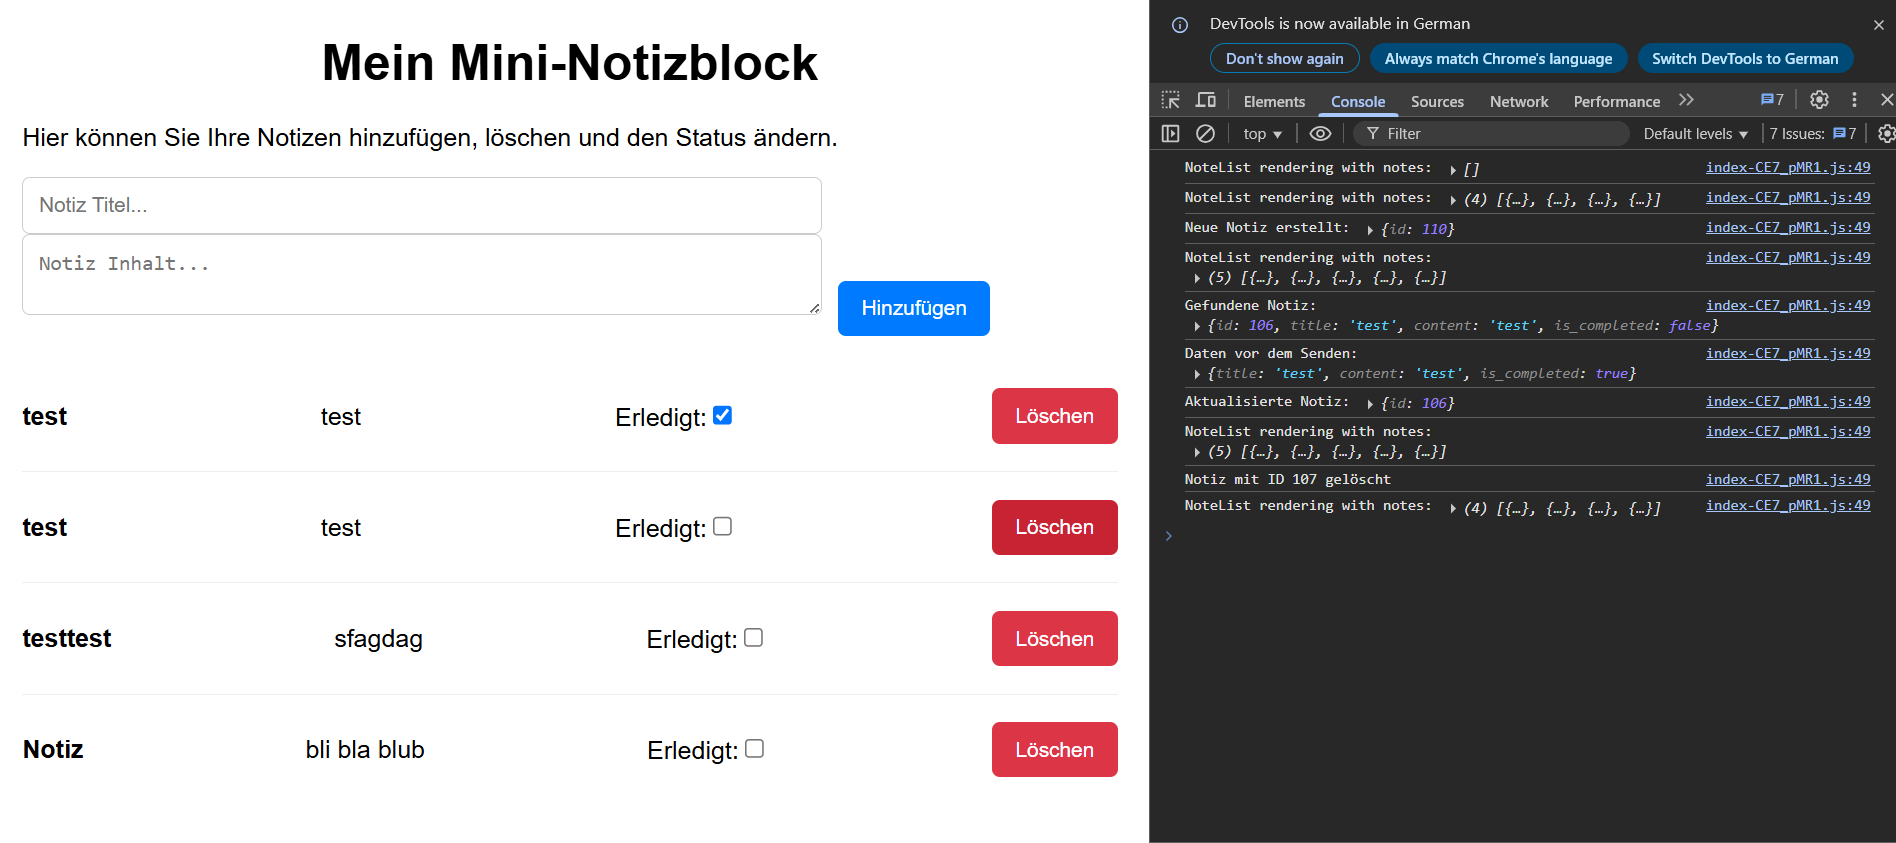 Mein Mini-Notizblock
Hier können Sie Ihre Notizen hinzufügen, löschen und den Status ändern.
Notiz Titel...
Notiz Inhalt...
Hinzufügen
test test Erledigt: Löschen
test test Erledigt: Löschen
testtest sfagdag Erledigt: Löschen
Notiz bli bla blub Erledigt: Löschen
DevTools is now available in German
Don't show again Always match Chrome's language Switch DevTools to German
Elements Console Sources Network Performance 7
top Filter Default levels 7 Issues: 7
NoteList rendering with notes: [] index-CE7_pMR1.js:49
NoteList rendering with notes: (4) [{…}, {…}, {…}, {…}] index-CE7_pMR1.js:49
Neue Notiz erstellt: {id: 110} index-CE7_pMR1.js:49
NoteList rendering with notes: index-CE7_pMR1.js:49
(5) [{…}, {…}, {…}, {…}, {…}]
Gefundene Notiz: index-CE7_pMR1.js:49
{id: 106, title: 'test', content: 'test', is_completed: false}
Daten vor dem Senden: index-CE7_pMR1.js:49
{title: 'test', content: 'test', is_completed: true}
Aktualisierte Notiz: {id: 106} index-CE7_pMR1.js:49
NoteList rendering with notes: index-CE7_pMR1.js:49
(5) [{…}, {…}, {…}, {…}, {…}]
Notiz mit ID 107 gelöscht index-CE7_pMR1.js:49
NoteList rendering with notes: (4) [{…}, {…}, {…}, {…}] index-CE7_pMR1.js:49